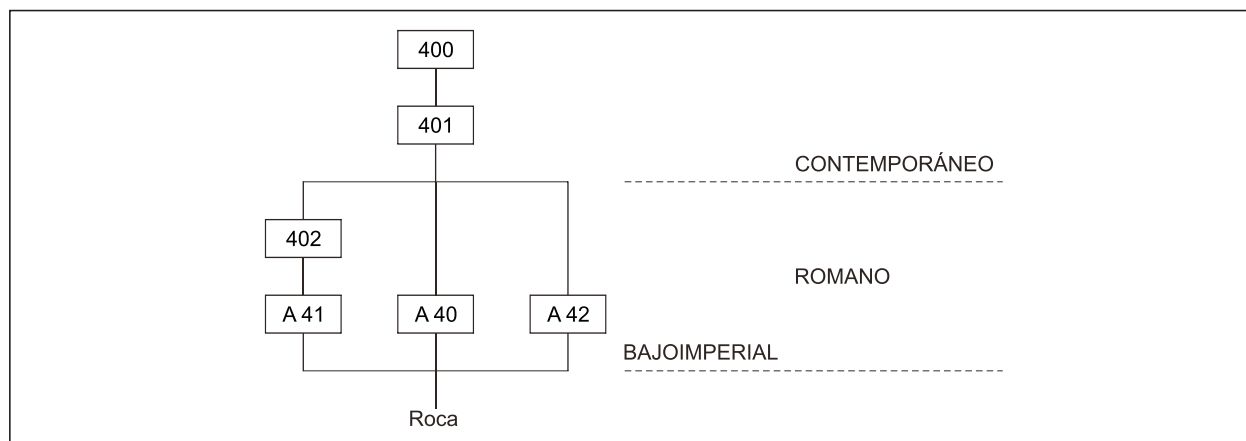 400
401
CONTEMPORÁNEO
402
ROMANO
A 41
A 40
A 42
BAJOIMPERIAL
Roca